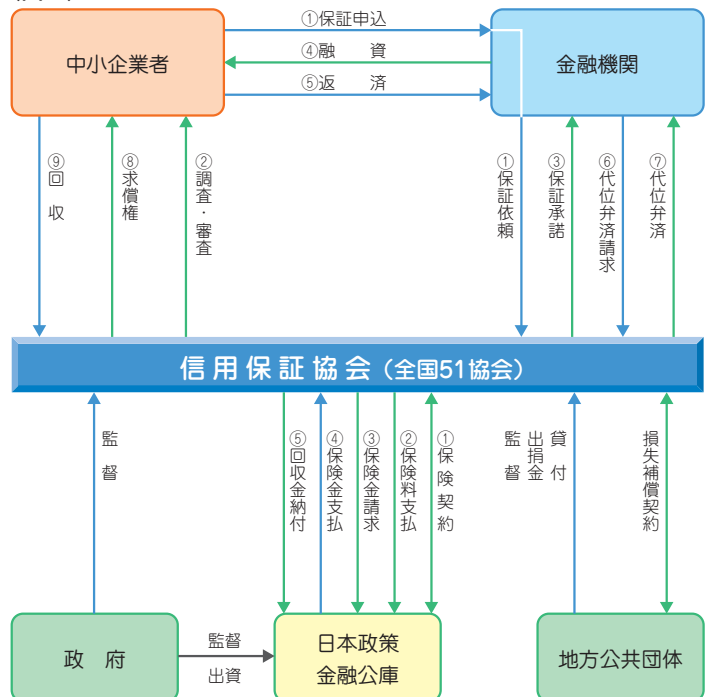 ①保証申込
中小企業者
④融　資
金融機関
⑤返　済
⑨回　収
⑧求償権
②調査・審査
①保証依頼
③保証承諾
⑥代位弁済請求
⑦代位弁済
信用保証協会（全国51協会）
監督
⑤回収金納付
④保険金支払
③保険金請求
②保険料支払
①保険契約
貸付
出捐金
監督
損失補償契約
政　府
監督
出資
日本政策
金融公庫
地方公共団体